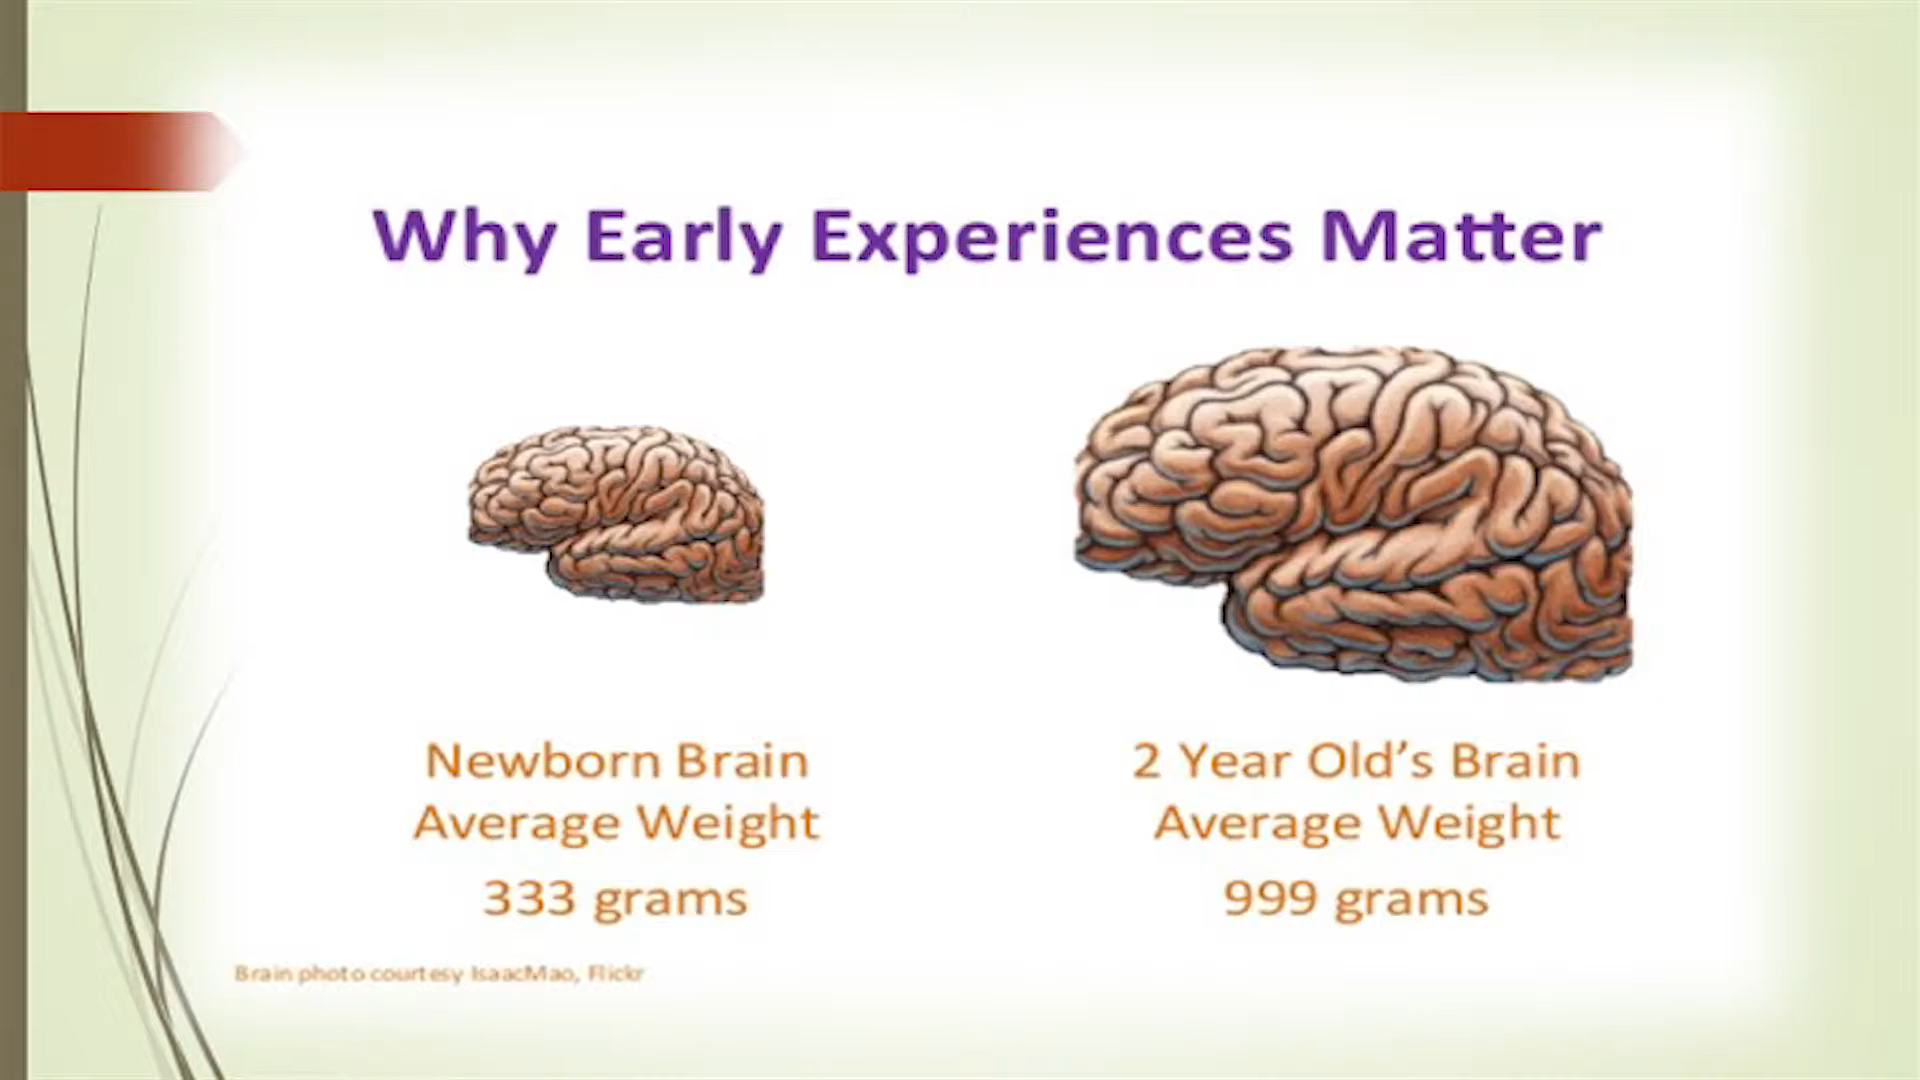 Why Early Experiences Matter
Newborn Brain
Average Weight
333 grams
2 Year Old’s Brain
Average Weight
999 grams
Brain photo courtesy IsaacMao, Flickr